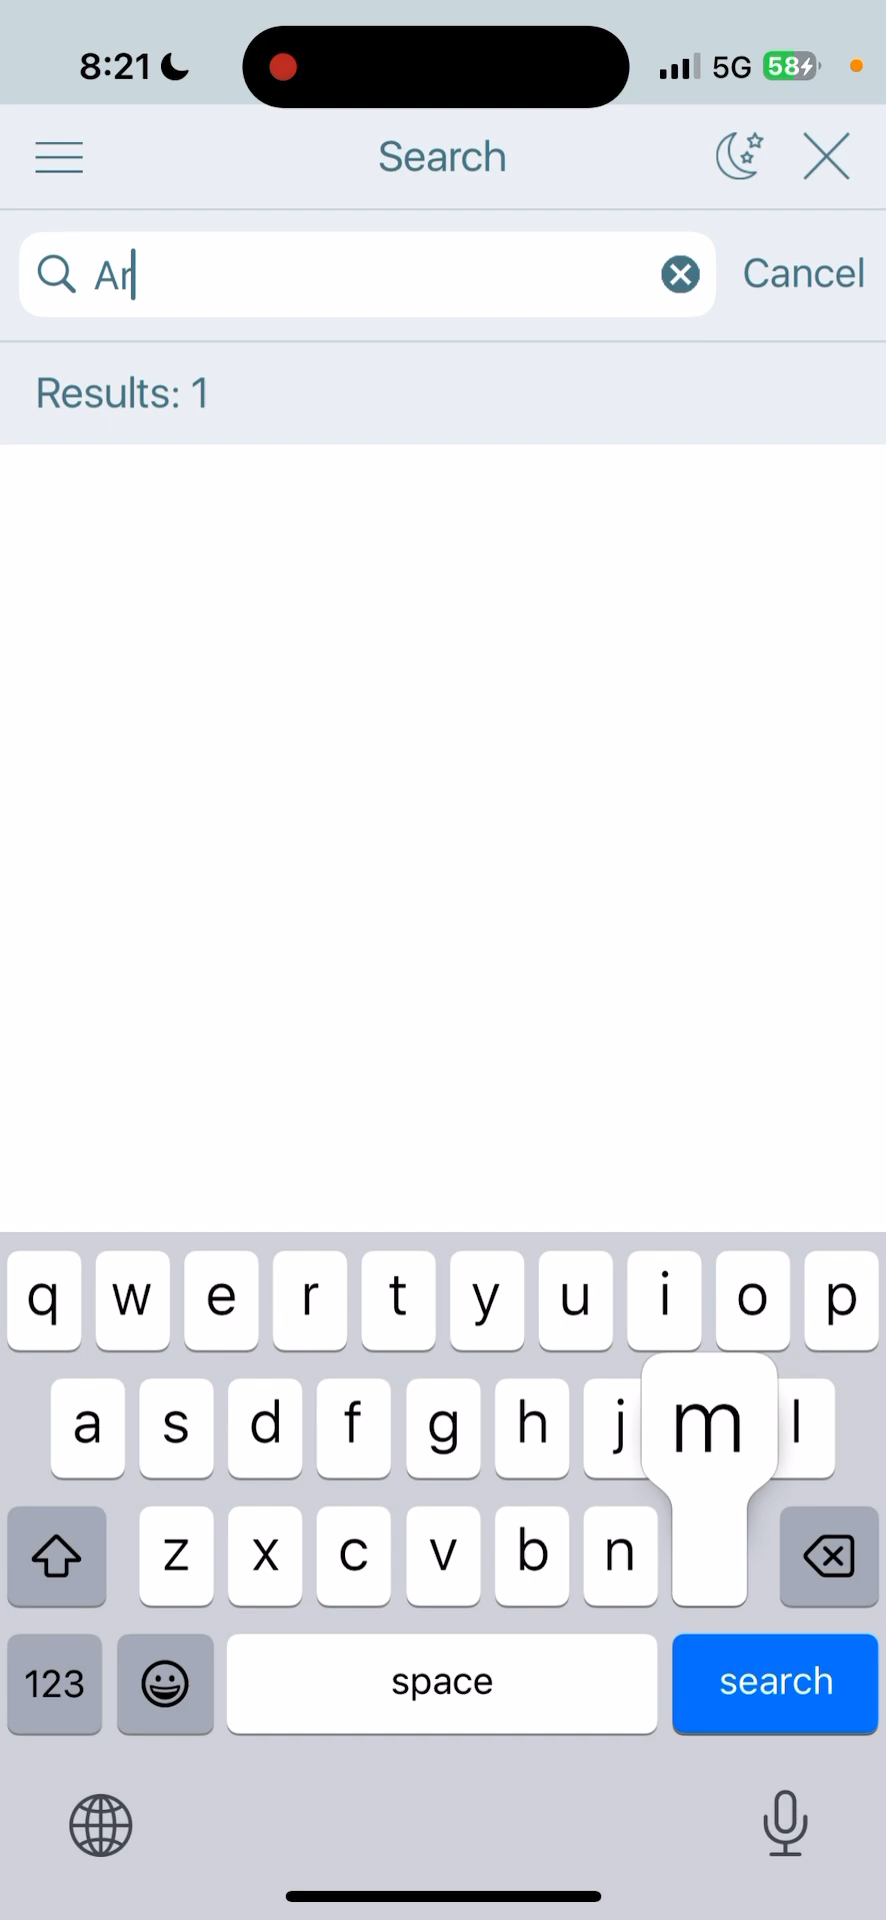 8:21 5G 58
Search
Ar Cancel
Results: 1
q w e r t y u i o p
a s d f g h j m l
z x c v b n
123 space search